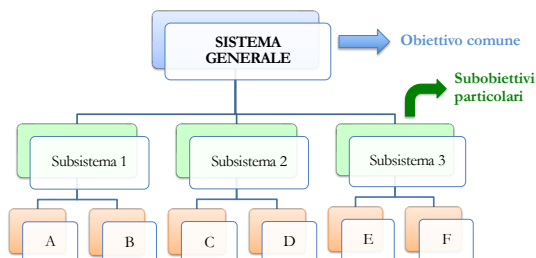 SISTEMA
GENERALE
Obiettivo comune
Subobiettivi
particolari
Subsistema 1
Subsistema 2
Subsistema 3
A
B
C
D
E
F